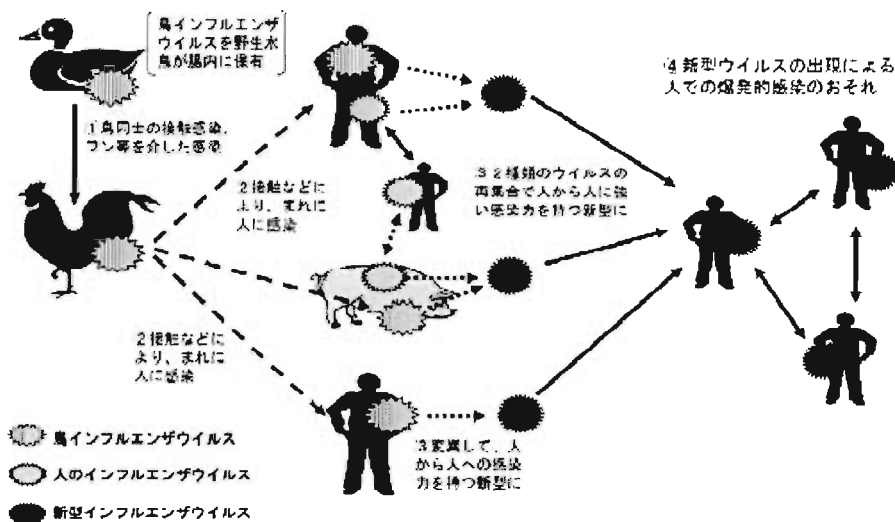 鳥インフルエンザ
ウイルスを野生水
鳥が腸内に保有
①鳥同士の接触感染、
フン等を介した感染
2接触などに
より、まれに
人に感染
2接触などに
より、まれに
人に感染
3 2種類のウイルスの
再集合で人から人に強
い感染力を持つ新型に
3変異して、人
から人への感染
力を持つ新型に
④新型ウイルスの出現による
人での爆発的感染のおそれ
鳥インフルエンザウイルス
人のインフルエンザウイルス
新型インフルエンザウイルス